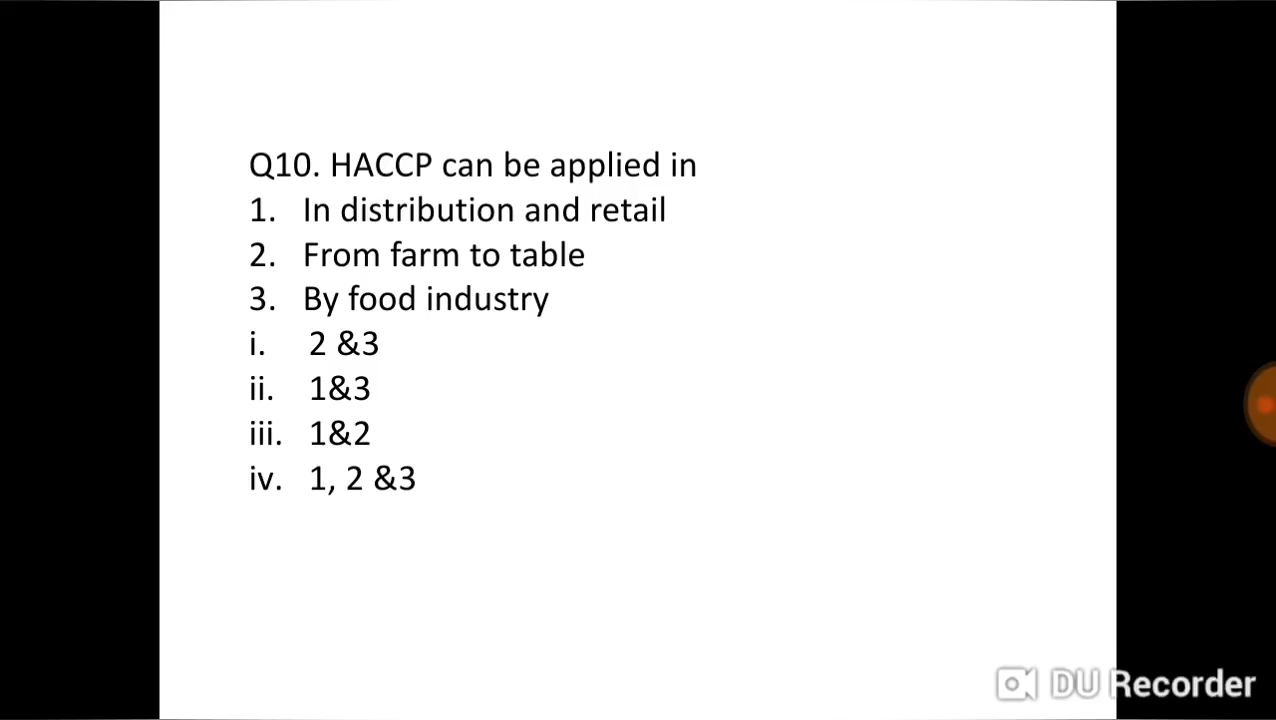 Q10. HACCP can be applied in
1. In distribution and retail
2. From farm to table
3. By food industry
i. 2 &3
ii. 1&3
iii. 1&2
iv. 1, 2 &3
DU Recorder